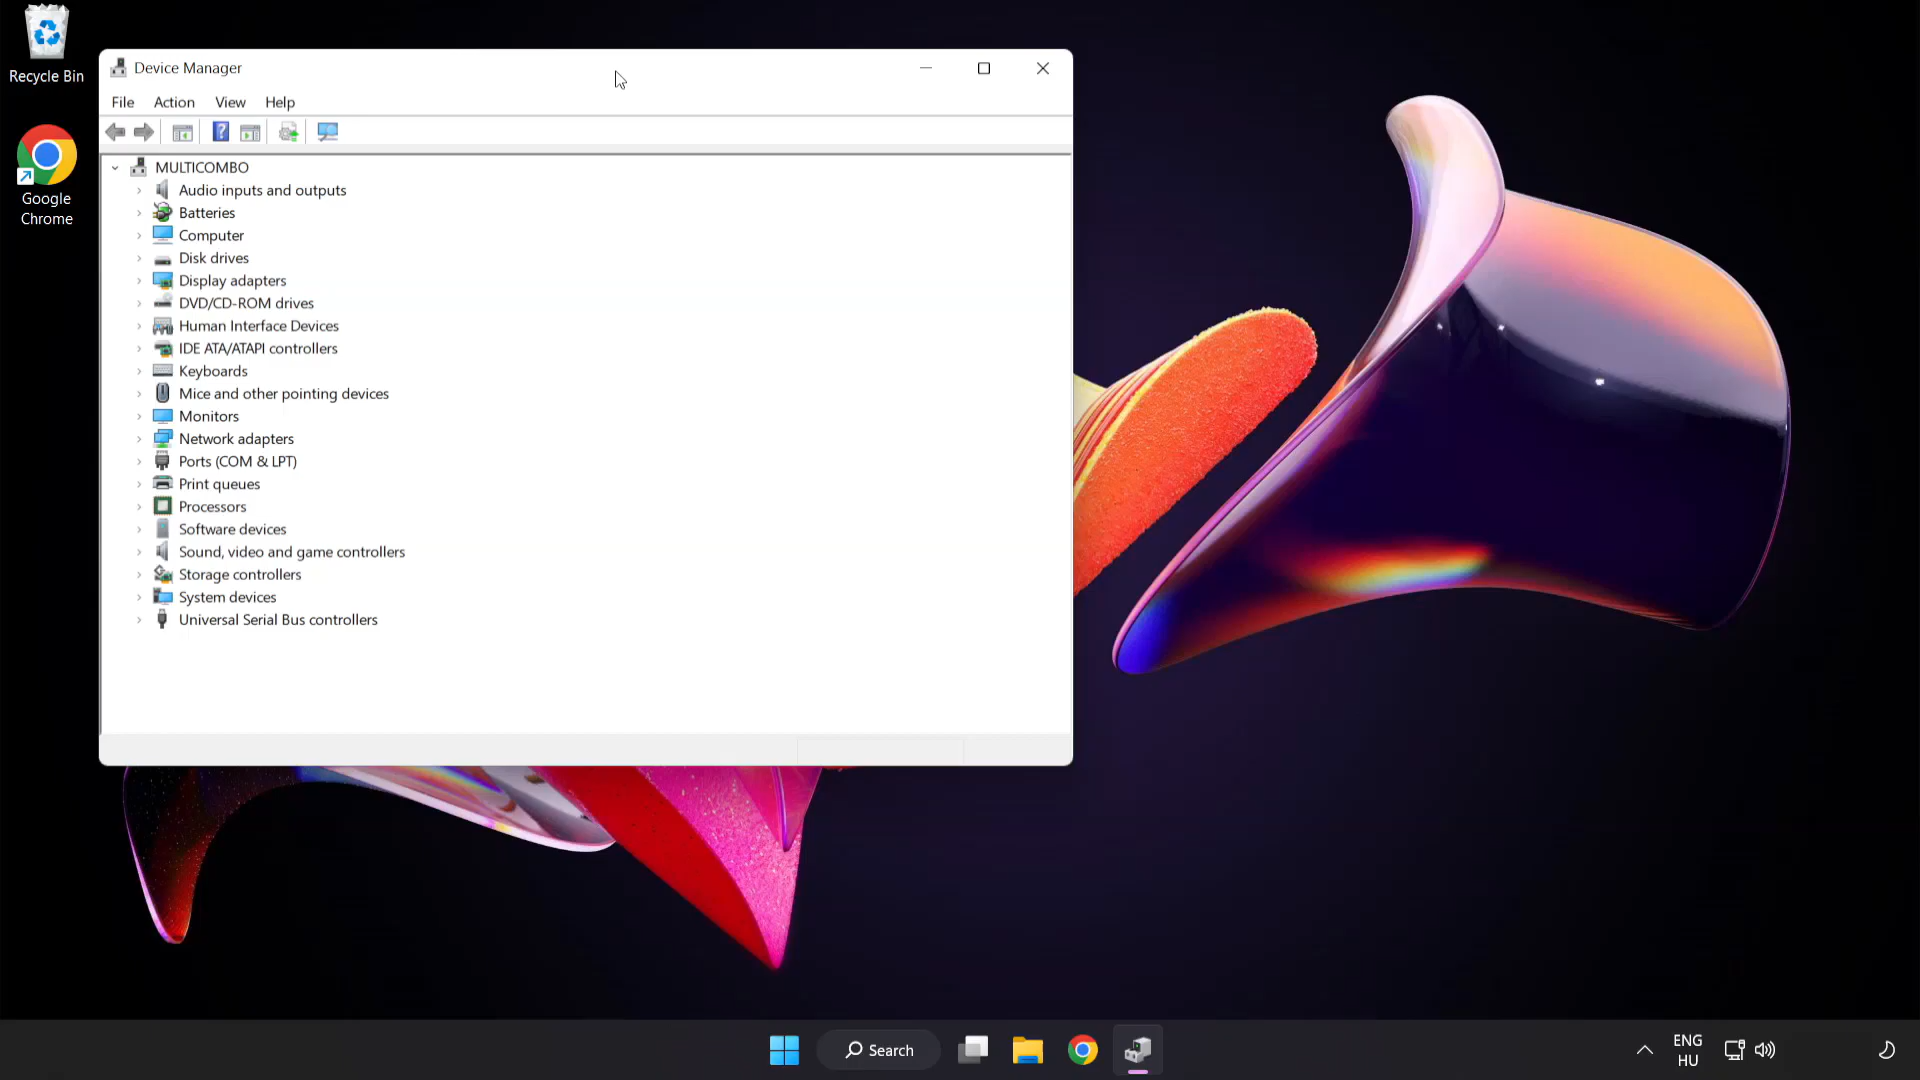 Recycle Bin
Google
Chrome
Device Manager
File Action View Help
MULTICOMBO
Audio inputs and outputs
Batteries
Computer
Disk drives
Display adapters
DVD/CD-ROM drives
Human Interface Devices
IDE ATA/ATAPI controllers
Keyboards
Mice and other pointing devices
Monitors
Network adapters
Ports (COM & LPT)
Print queues
Processors
Software devices
Sound, video and game controllers
Storage controllers
System devices
Universal Serial Bus controllers
Search
ENG
HU